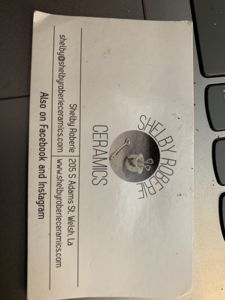 SHELBY ROBERIE
CERAMICS
Shelby Roberie 205 S Adams St. Welsh, La
shelby@shelbyroberieceramics.com www.shelbyroberieceramics.com
Also on Facebook and Instagram